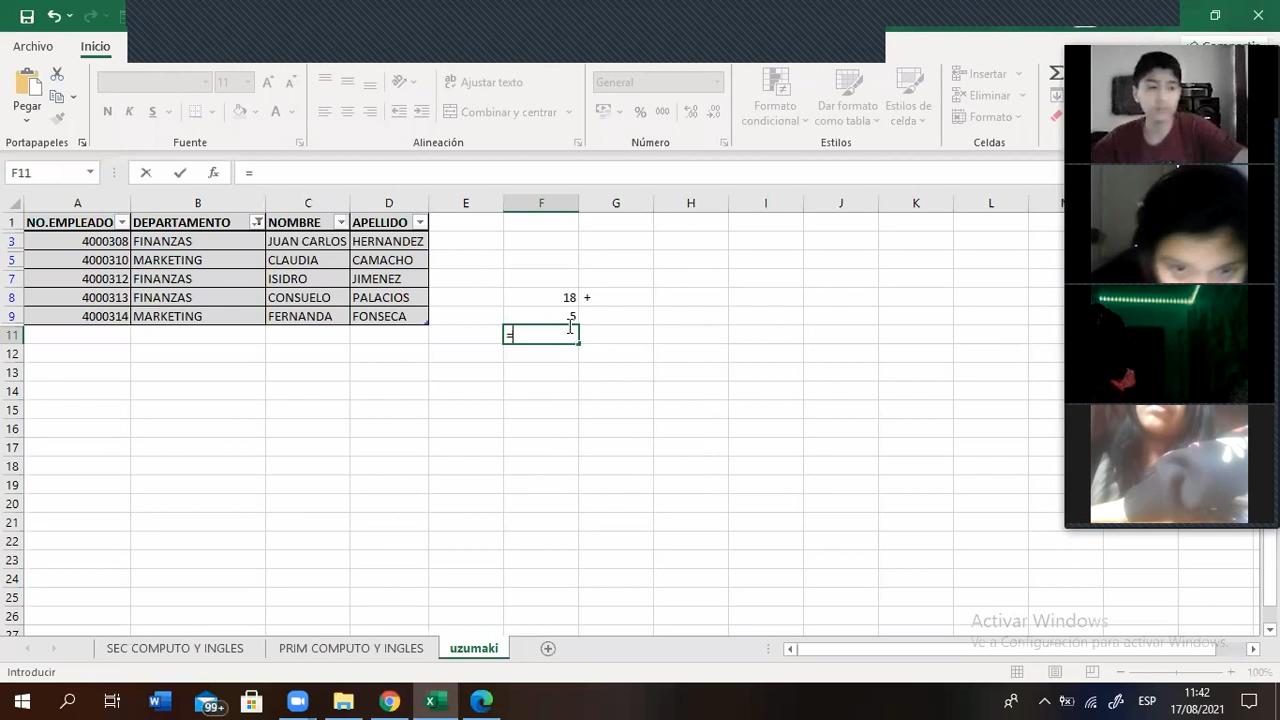 Archivo Inicio
Pegar
11
N K S
Ajustar texto
Combinar y centrar
General
% 000
Formato condicional
Dar formato como tabla
Estilos de celda
Insertar
Eliminar
Formato
Portapapeles Fuente Alineación Número Estilos Celdas
F11 fx =
A B C D E F G H I J K L
1 NO.EMPLEADO DEPARTAMENTO NOMBRE APELLIDO
3 4000308 FINANZAS JUAN CARLOS HERNANDEZ
5 4000310 MARKETING CLAUDIA CAMACHO
7 4000312 FINANZAS ISIDRO JIMENEZ
8 4000313 FINANZAS CONSUELO PALACIOS 18 +
9 4000314 MARKETING FERNANDA FONSECA 5
11 =
12
13
14
15
16
17
18
19
20
21
22
23
24
25
26
27
Activar Windows
Ve a Configuración para activar Windows.
SEC COMPUTO Y INGLES PRIM COMPUTO Y INGLES uzumaki
Introducir 100%
99+ ESP 11:42
17/08/2021